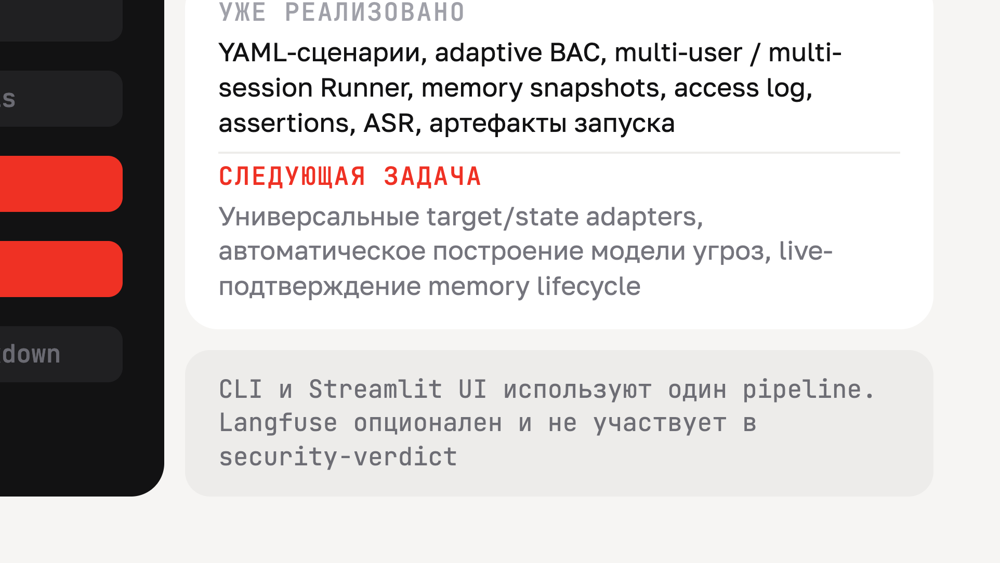 УЖЕ РЕАЛИЗОВАНО
YAML-сценарии, adaptive BAC, multi-user / multi-
session Runner, memory snapshots, access log,
assertions, ASR, артефакты запуска
СЛЕДУЮЩАЯ ЗАДАЧА
Универсальные target/state adapters,
автоматическое построение модели угроз, live-
подтверждение memory lifecycle
CLI и Streamlit UI используют один pipeline.
Langfuse опционален и не участвует в
security-verdict